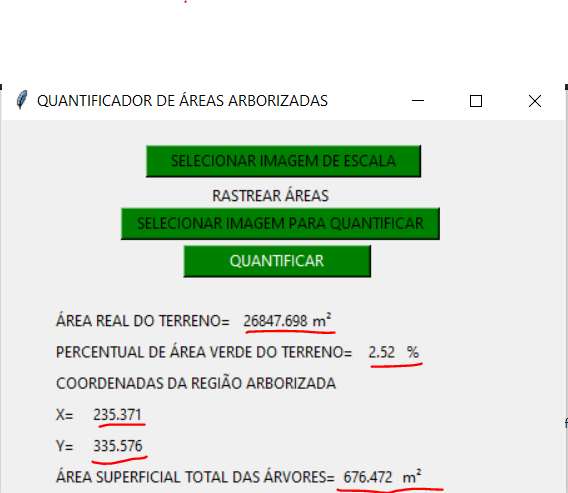 QUANTIFICADOR DE ÁREAS ARBORIZADAS
SELECIONAR IMAGEM DE ESCALA
RASTREAR ÁREAS
SELECIONAR IMAGEM PARA QUANTIFICAR
QUANTIFICAR
ÁREA REAL DO TERRENO= 26847.698 m²
PERCENTUAL DE ÁREA VERDE DO TERRENO= 2.52 %
COORDENADAS DA REGIÃO ARBORIZADA
X= 235.371
Y= 335.576
ÁREA SUPERFICIAL TOTAL DAS ÁRVORES= 676.472 m²